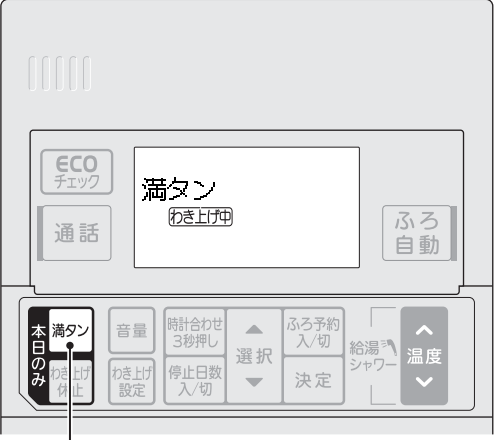 ECO
チェック
満タン
わき上げ中
通話
ふろ
自動
本日のみ
満タン
わき上げ
休止
音量
わき上げ
設定
時計合わせ
3秒押し
停止日数
入/切
選択
ふろ予約
入/切
決定
給湯
シャワー
温度